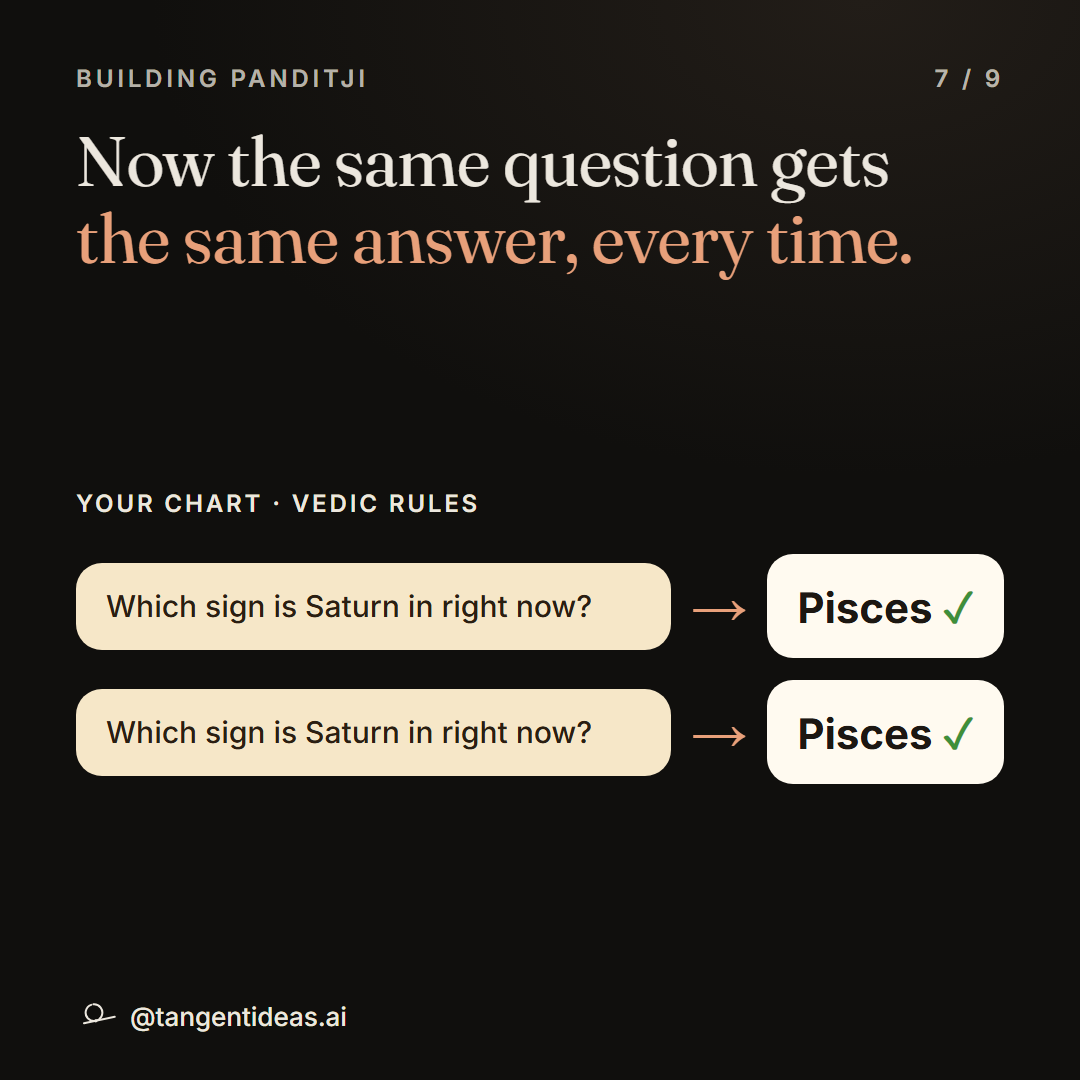 BUILDING PANDITJI
7 / 9
Now the same question gets
the same answer, every time.
YOUR CHART · VEDIC RULES
Which sign is Saturn in right now? → Pisces ✓
Which sign is Saturn in right now? → Pisces ✓
@tangentideas.ai